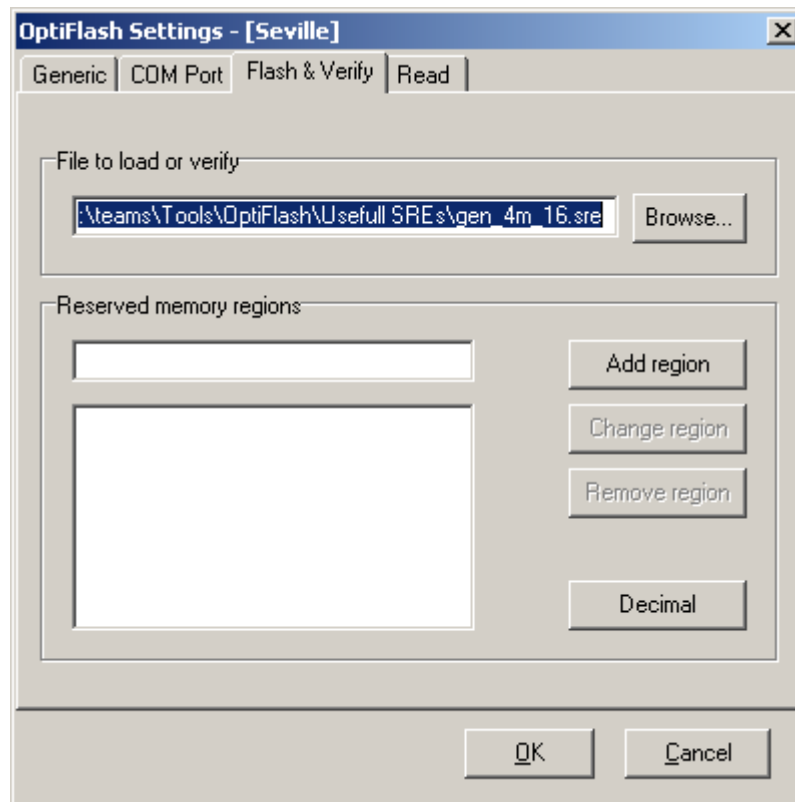 OptiFlash Settings - [Seville]
Generic COM Port Flash & Verify Read
File to load or verify
:\teams\Tools\OptiFlash\Usefull SREs\gen_4m_16.sre Browse...
Reserved memory regions
Add region
Change region
Remove region
Decimal
OK Cancel